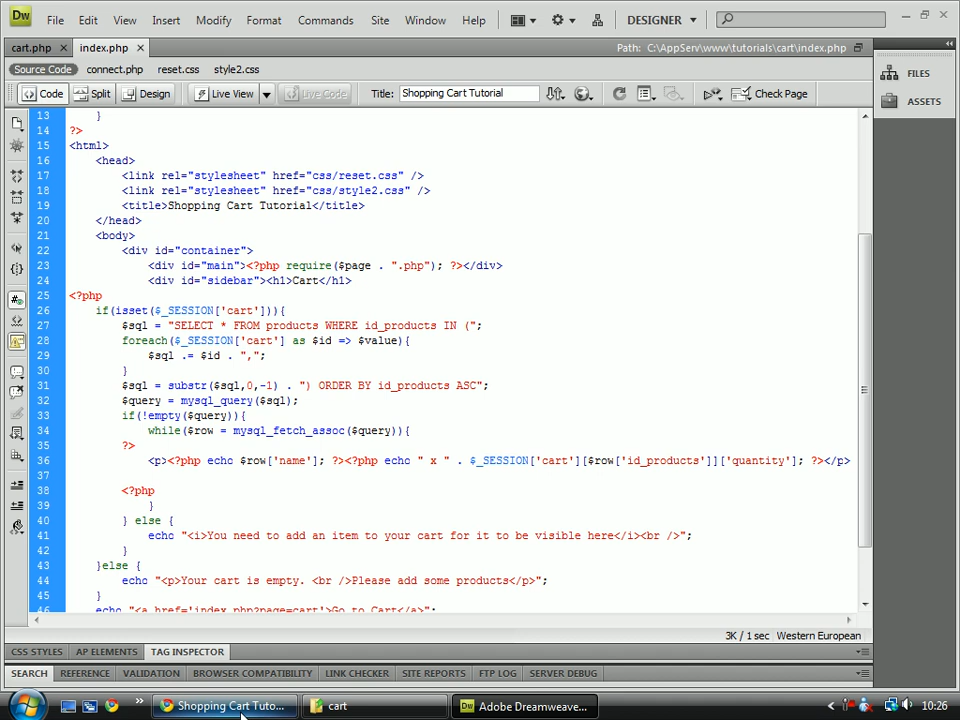 Dw File Edit View Insert Modify Format Commands Site Window Help DESIGNER
cart.php index.php Path: C:\AppServ\www\tutorials\cart\index.php
Source Code connect.php reset.css style2.css
Code Split Design Live View Live Code Title: Shopping Cart Tutorial Check Page
FILES
ASSETS
13 }
14 ?>
15 <html>
16 <head>
17 <link rel="stylesheet" href="css/reset.css" />
18 <link rel="stylesheet" href="css/style2.css" />
19 <title>Shopping Cart Tutorial</title>
20 </head>
21 <body>
22 <div id="container">
23 <div id="main"><?php require($page . ".php"); ?></div>
24 <div id="sidebar"><h1>Cart</h1>
25 <?php
26 if(isset($_SESSION['cart'])){
27 $sql = "SELECT * FROM products WHERE id_products IN (";
28 foreach($_SESSION['cart'] as $id => $value){
29 $sql .= $id . ",";
30 }
31 $sql = substr($sql,0,-1) . ") ORDER BY id_products ASC";
32 $query = mysql_query($sql);
33 if(!empty($query)){
34 while($row = mysql_fetch_assoc($query)){
35 ?>
36 <p><?php echo $row['name']; ?><?php echo " x " . $_SESSION['cart'][$row['id_products']]['quantity']; ?></p>
37
38 <?php
39 }
40 } else {
41 echo "<i>You need to add an item to your cart for it to be visible here</i><br />";
42 }
43 }else {
44 echo "<p>Your cart is empty. <br />Please add some products</p>";
45 }
46 echo "<a href='index.php?page=cart'>Go to Cart</a>";
3K / 1 sec Western European
CSS STYLES AP ELEMENTS TAG INSPECTOR
SEARCH REFERENCE VALIDATION BROWSER COMPATIBILITY LINK CHECKER SITE REPORTS FTP LOG SERVER DEBUG
Shopping Cart Tuto... cart Dw Adobe Dreamweave... 10:26